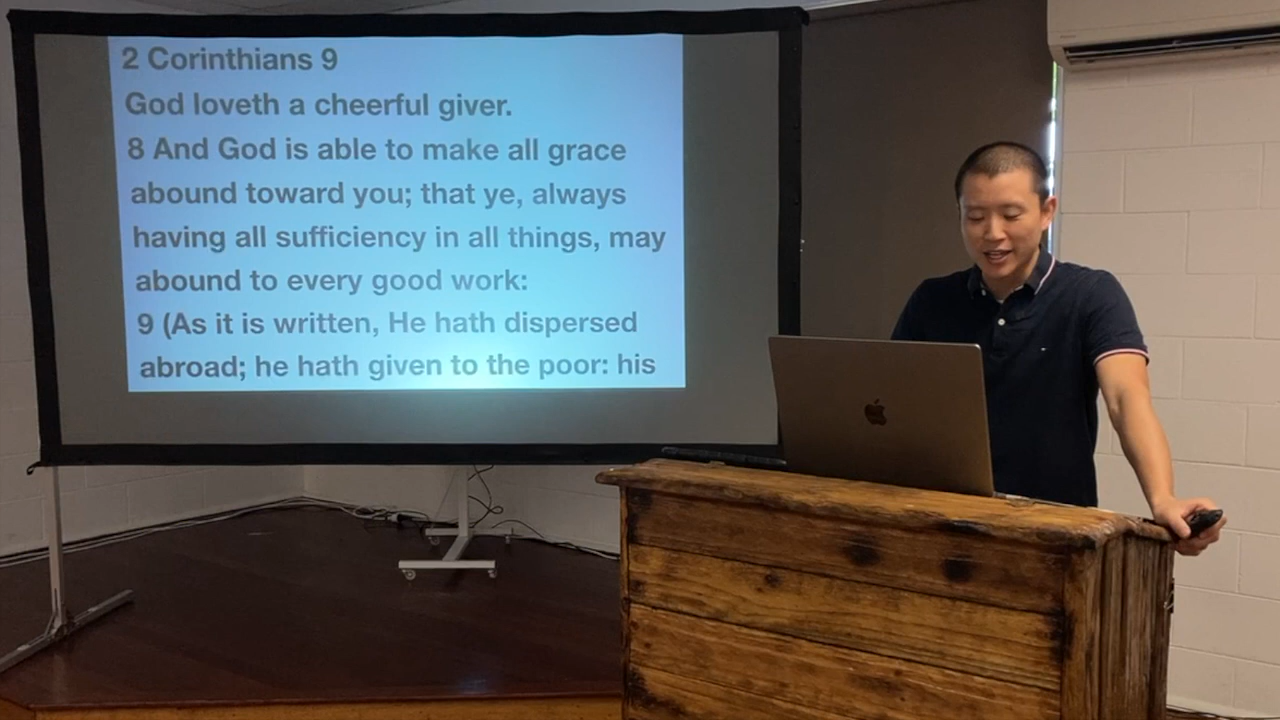 2 Corinthians 9
God loveth a cheerful giver.
8 And God is able to make all grace
abound toward you; that ye, always
having all sufficiency in all things, may
abound to every good work:
9 (As it is written, He hath dispersed
abroad; he hath given to the poor: his